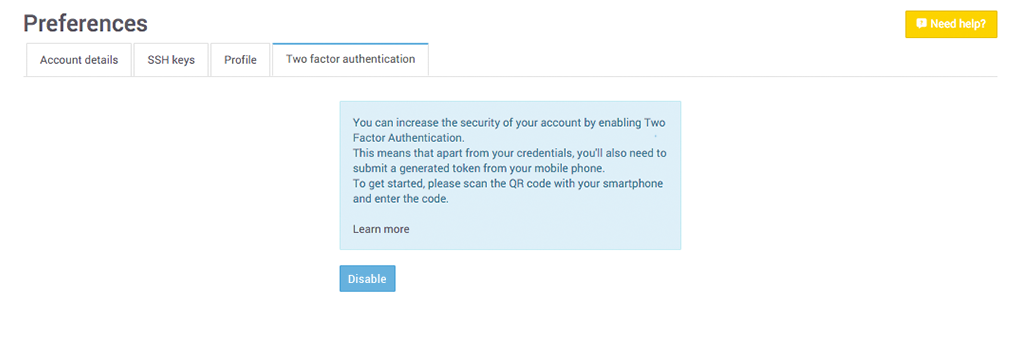 Preferences
Need help?
Account details
SSH keys
Profile
Two factor authentication
You can increase the security of your account by enabling Two
Factor Authentication.
This means that apart from your credentials, you'll also need to
submit a generated token from your mobile phone.
To get started, please scan the QR code with your smartphone
and enter the code.
Learn more
Disable